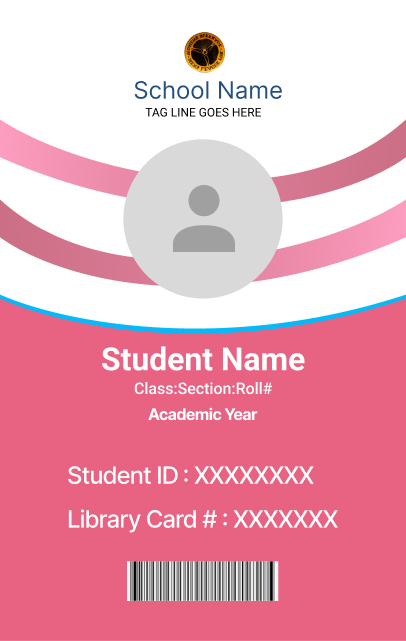 School Name
TAG LINE GOES HERE
Student Name
Class:Section:Roll#
Academic Year
Student ID : XXXXXXXX
Library Card # : XXXXXXX